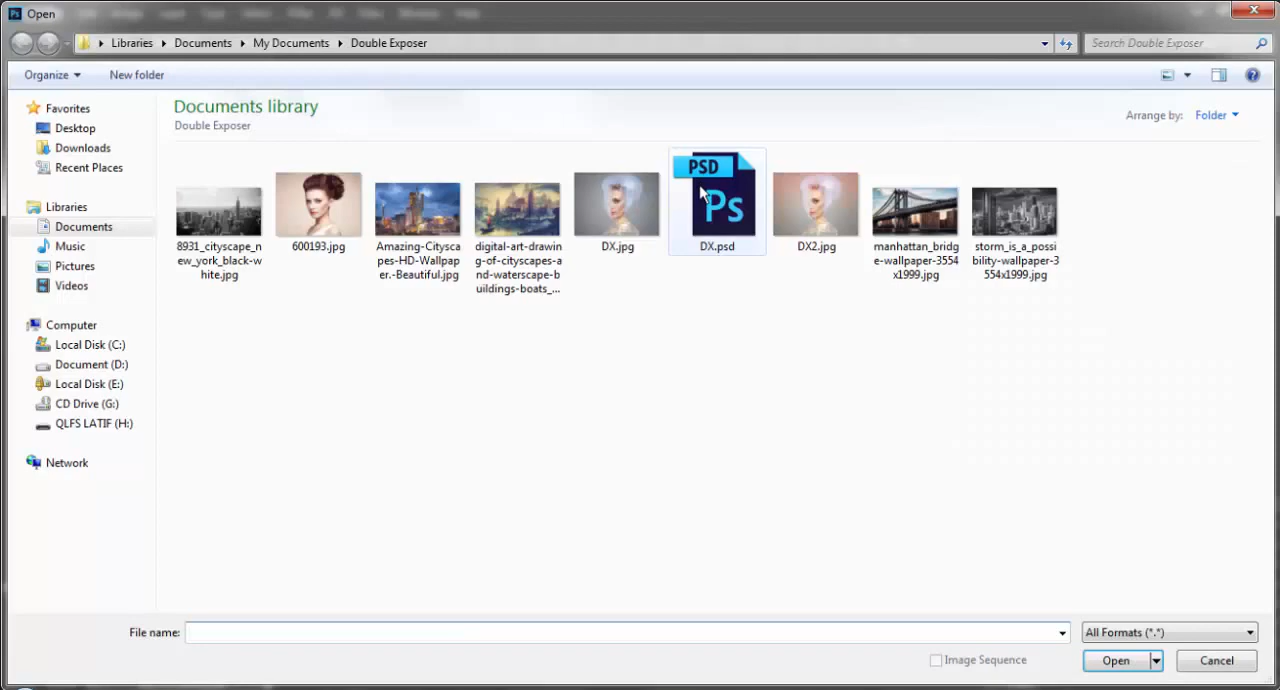 Open
Libraries
Documents
My Documents
Double Exposer
Search Double Exposer
Organize
New folder
Favorites
Desktop
Downloads
Recent Places
Libraries
Documents
Music
Pictures
Videos
Computer
Local Disk (C:)
Document (D:)
Local Disk (E:)
CD Drive (G:)
QLFS LATIF (H:)
Network
Documents library
Double Exposer
Arrange by:
Folder
8931_cityscape_n
ew_york_black-w
hite.jpg
600193.jpg
Amazing-Citysca
pes-HD-Wallpap
er.-Beautiful.jpg
digital-art-drawin
g-of-cityscapes-a
nd-waterscape-b
uildings-boats_...
DX.jpg
PSD
Ps
DX.psd
DX2.jpg
manhattan_bridg
e-wallpaper-3554
x1999.jpg
storm_is_a_possi
bility-wallpaper-3
554x1999.jpg
File name:
All Formats (*.*)
Image Sequence
Open
Cancel